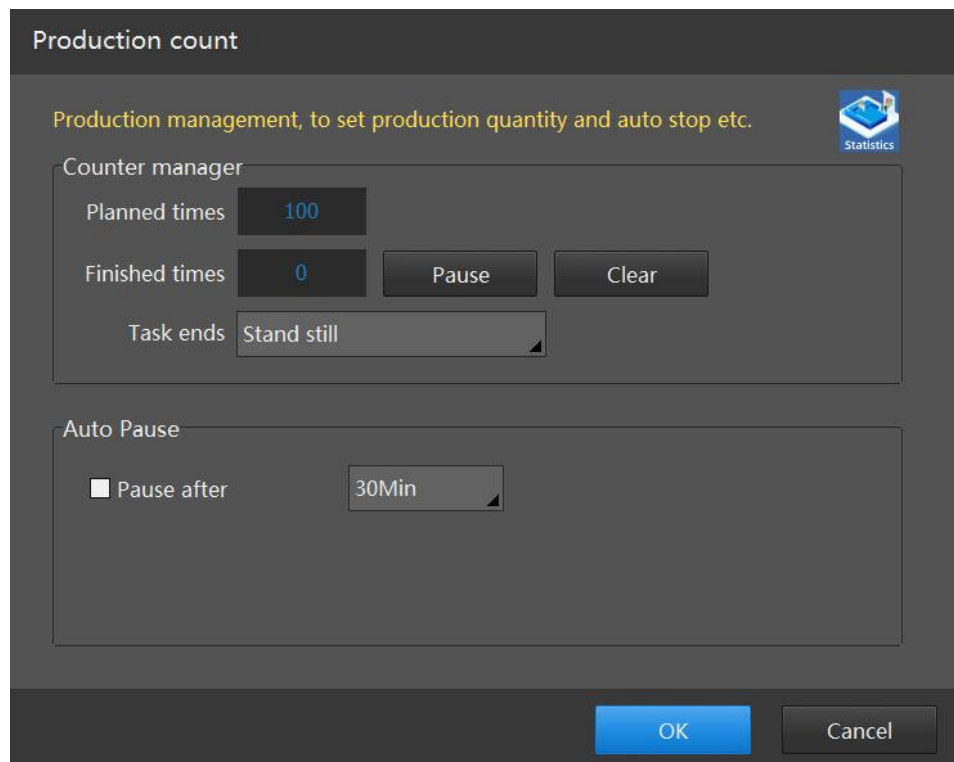 Production count
Production management, to set production quantity and auto stop etc.
Statistics
Counter manager
Planned times 100
Finished times 0 Pause Clear
Task ends Stand still
Auto Pause
Pause after 30Min
OK Cancel